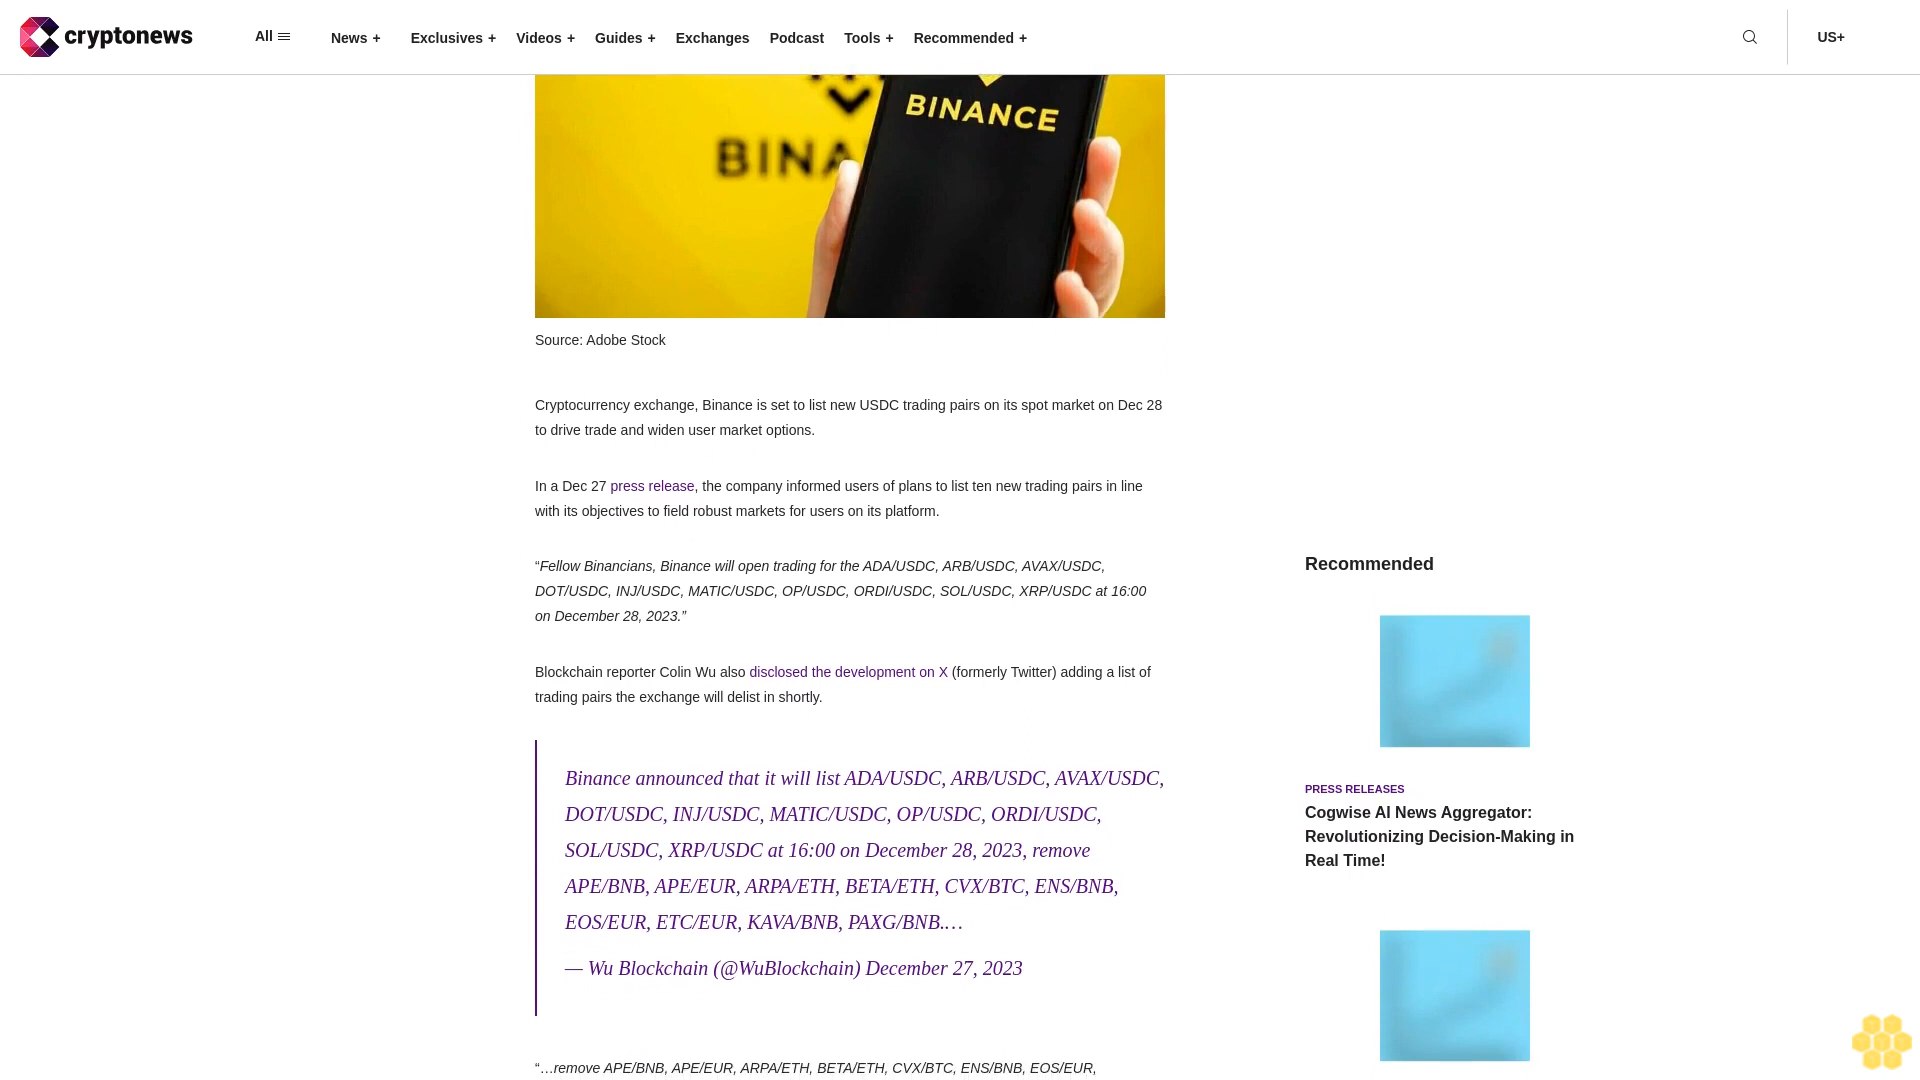 cryptonews
All
News +
Exclusives +
Videos +
Guides +
Exchanges
Podcast
Tools +
Recommended +
US+
BINANCE
BINA
Source: Adobe Stock
Cryptocurrency exchange, Binance is set to list new USDC trading pairs on its spot market on Dec 28
to drive trade and widen user market options.
In a Dec 27 press release, the company informed users of plans to list ten new trading pairs in line
with its objectives to field robust markets for users on its platform.
“Fellow Binancians, Binance will open trading for the ADA/USDC, ARB/USDC, AVAX/USDC,
DOT/USDC, INJ/USDC, MATIC/USDC, OP/USDC, ORDI/USDC, SOL/USDC, XRP/USDC at 16:00
on December 28, 2023.”
Blockchain reporter Colin Wu also disclosed the development on X (formerly Twitter) adding a list of
trading pairs the exchange will delist in shortly.
Binance announced that it will list ADA/USDC, ARB/USDC, AVAX/USDC,
DOT/USDC, INJ/USDC, MATIC/USDC, OP/USDC, ORDI/USDC,
SOL/USDC, XRP/USDC at 16:00 on December 28, 2023, remove
APE/BNB, APE/EUR, ARPA/ETH, BETA/ETH, CVX/BTC, ENS/BNB,
EOS/EUR, ETC/EUR, KAVA/BNB, PAXG/BNB.…
— Wu Blockchain (@WuBlockchain) December 27, 2023
“…remove APE/BNB, APE/EUR, ARPA/ETH, BETA/ETH, CVX/BTC, ENS/BNB, EOS/EUR,
Recommended
PRESS RELEASES
Cogwise AI News Aggregator:
Revolutionizing Decision-Making in
Real Time!